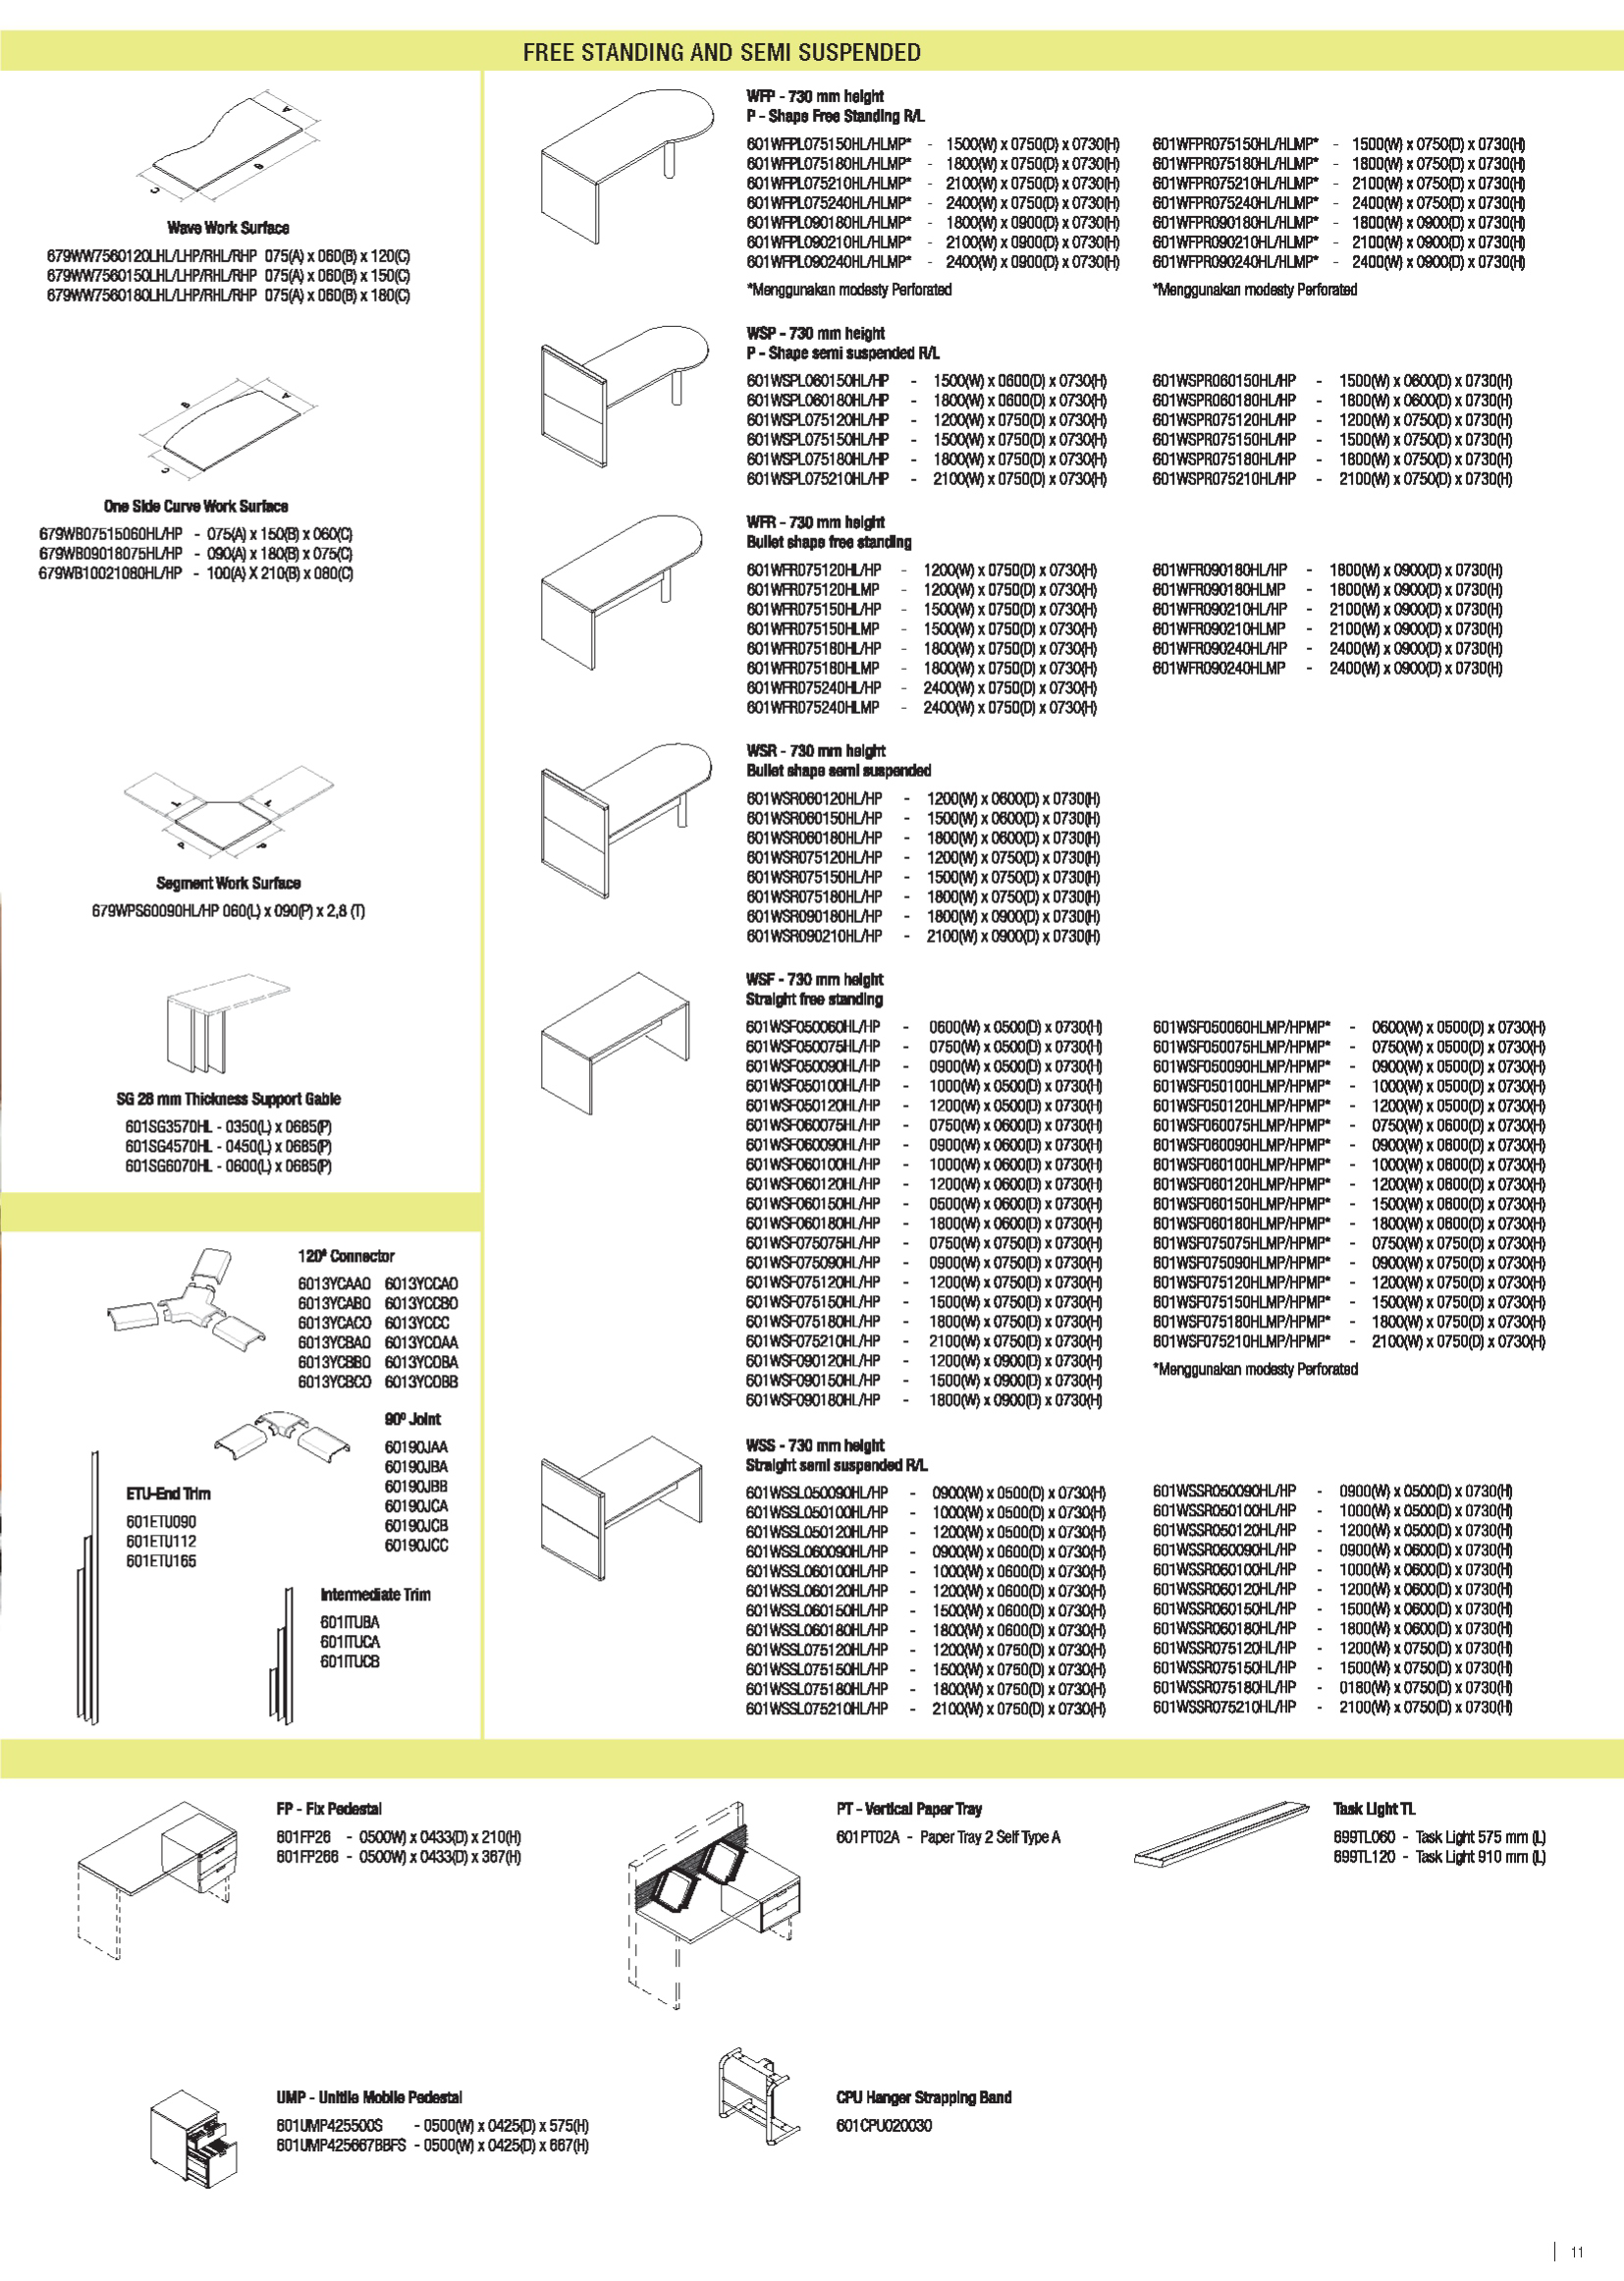 FREE STANDING AND SEMI SUSPENDED
A
B
C
Wave Work Surface
679WW7560120LHL/LHP/RHL/RHP 075(A) x 060(B) x 120(C)
679WW7560150LHL/LHP/RHL/RHP 075(A) x 060(B) x 150(C)
679WW7560180LHL/LHP/RHL/RHP 075(A) x 060(B) x 180(C)
A
B
C
One Side Curve Work Surface
679WB07515060HL/HP - 075(A) x 150(B) x 060(C)
679WB09018075HL/HP - 090(A) x 180(B) x 075(C)
679WB10021080HL/HP - 100(A) X 210(B) x 080(C)
Segment Work Surface
679WPS60090HL/HP 060(L) x 090(P) x 2,8 (T)
SG 28 mm Thickness Support Gable
601SG3570HL - 0350(L) x 0685(P)
601SG4570HL - 0450(L) x 0685(P)
601SG6070HL - 0600(L) x 0685(P)
120º Connector
6013YCAAO 6013YCCAO
6013YCABO 6013YCCBO
6013YCACO 6013YCCC
6013YCBAO 6013YCOAA
6013YCBBO 6013YCOBA
6013YCBCO 6013YCOBB
90º Joint
60190JAA
60190JBA
60190JBB
60190JCA
60190JCB
60190JCC
ETU-End Trim
601ETU090
601ETU112
601ETU165
Intermediate Trim
601ITUBA
601ITUCA
601ITUCB
WFP - 730 mm height
P - Shape Free Standing R/L
601WFPL075150HL/HLMP* - 1500(W) x 0750(D) x 0730(H)
601WFPL075180HL/HLMP* - 1800(W) x 0750(D) x 0730(H)
601WFPL075210HL/HLMP* - 2100(W) x 0750(D) x 0730(H)
601WFPL075240HL/HLMP* - 2400(W) x 0750(D) x 0730(H)
601WFPL090180HL/HLMP* - 1800(W) x 0900(D) x 0730(H)
601WFPL090210HL/HLMP* - 2100(W) x 0900(D) x 0730(H)
601WFPL090240HL/HLMP* - 2400(W) x 0900(D) x 0730(H)
*Menggunakan modesty Perforated
601WFPR075150HL/HLMP* - 1500(W) x 0750(D) x 0730(H)
601WFPR075180HL/HLMP* - 1800(W) x 0750(D) x 0730(H)
601WFPR075210HL/HLMP* - 2100(W) x 0750(D) x 0730(H)
601WFPR075240HL/HLMP* - 2400(W) x 0750(D) x 0730(H)
601WFPR090180HL/HLMP* - 1800(W) x 0900(D) x 0730(H)
601WFPR090210HL/HLMP* - 2100(W) x 0900(D) x 0730(H)
601WFPR090240HL/HLMP* - 2400(W) x 0900(D) x 0730(H)
*Menggunakan modesty Perforated
WSP - 730 mm height
P - Shape semi suspended R/L
601WSPL060150HL/HP - 1500(W) x 0600(D) x 0730(H)
601WSPL060180HL/HP - 1800(W) x 0600(D) x 0730(H)
601WSPL075120HL/HP - 1200(W) x 0750(D) x 0730(H)
601WSPL075150HL/HP - 1500(W) x 0750(D) x 0730(H)
601WSPL075180HL/HP - 1800(W) x 0750(D) x 0730(H)
601WSPL075210HL/HP - 2100(W) x 0750(D) x 0730(H)
601WSPR060150HL/HP - 1500(W) x 0600(D) x 0730(H)
601WSPR060180HL/HP - 1800(W) x 0600(D) x 0730(H)
601WSPR075120HL/HP - 1200(W) x 0750(D) x 0730(H)
601WSPR075150HL/HP - 1500(W) x 0750(D) x 0730(H)
601WSPR075180HL/HP - 1800(W) x 0750(D) x 0730(H)
601WSPR075210HL/HP - 2100(W) x 0750(D) x 0730(H)
WFR - 730 mm height
Bullet shape free standing
601WFR075120HL/HP - 1200(W) x 0750(D) x 0730(H)
601WFR075120HLMP - 1200(W) x 0750(D) x 0730(H)
601WFR075150HL/HP - 1500(W) x 0750(D) x 0730(H)
601WFR075150HLMP - 1500(W) x 0750(D) x 0730(H)
601WFR075180HL/HP - 1800(W) x 0750(D) x 0730(H)
601WFR075180HLMP - 1800(W) x 0750(D) x 0730(H)
601WFR075240HL/HP - 2400(W) x 0750(D) x 0730(H)
601WFR075240HLMP - 2400(W) x 0750(D) x 0730(H)
601WFR090180HL/HP - 1800(W) x 0900(D) x 0730(H)
601WFR090180HLMP - 1800(W) x 0900(D) x 0730(H)
601WFR090210HL/HP - 2100(W) x 0900(D) x 0730(H)
601WFR090210HLMP - 2100(W) x 0900(D) x 0730(H)
601WFR090240HL/HP - 2400(W) x 0900(D) x 0730(H)
601WFR090240HLMP - 2400(W) x 0900(D) x 0730(H)
WSR - 730 mm height
Bullet shape semi suspended
601WSR060120HL/HP - 1200(W) x 0600(D) x 0730(H)
601WSR060150HL/HP - 1500(W) x 0600(D) x 0730(H)
601WSR060180HL/HP - 1800(W) x 0600(D) x 0730(H)
601WSR075120HL/HP - 1200(W) x 0750(D) x 0730(H)
601WSR075150HL/HP - 1500(W) x 0750(D) x 0730(H)
601WSR075180HL/HP - 1800(W) x 0750(D) x 0730(H)
601WSR090180HL/HP - 1800(W) x 0900(D) x 0730(H)
601WSR090210HL/HP - 2100(W) x 0900(D) x 0730(H)
WSF - 730 mm height
Straight free standing
601WSF050060HL/HP - 0600(W) x 0500(D) x 0730(H)
601WSF050075HL/HP - 0750(W) x 0500(D) x 0730(H)
601WSF050090HL/HP - 0900(W) x 0500(D) x 0730(H)
601WSF050100HL/HP - 1000(W) x 0500(D) x 0730(H)
601WSF050120HL/HP - 1200(W) x 0500(D) x 0730(H)
601WSF060075HL/HP - 0750(W) x 0600(D) x 0730(H)
601WSF060090HL/HP - 0900(W) x 0600(D) x 0730(H)
601WSF060100HL/HP - 1000(W) x 0600(D) x 0730(H)
601WSF060120HL/HP - 1200(W) x 0600(D) x 0730(H)
601WSF060150HL/HP - 0500(W) x 0600(D) x 0730(H)
601WSF060180HL/HP - 1800(W) x 0600(D) x 0730(H)
601WSF075075HL/HP - 0750(W) x 0750(D) x 0730(H)
601WSF075090HL/HP - 0900(W) x 0750(D) x 0730(H)
601WSF075120HL/HP - 1200(W) x 0750(D) x 0730(H)
601WSF075150HL/HP - 1500(W) x 0750(D) x 0730(H)
601WSF075180HL/HP - 1800(W) x 0750(D) x 0730(H)
601WSF075210HL/HP - 2100(W) x 0750(D) x 0730(H)
601WSF090120HL/HP - 1200(W) x 0900(D) x 0730(H)
601WSF090150HL/HP - 1500(W) x 0900(D) x 0730(H)
601WSF090180HL/HP - 1800(W) x 0900(D) x 0730(H)
601WSF050060HLMP/HPMP* - 0600(W) x 0500(D) x 0730(H)
601WSF050075HLMP/HPMP* - 0750(W) x 0500(D) x 0730(H)
601WSF050090HLMP/HPMP* - 0900(W) x 0500(D) x 0730(H)
601WSF050100HLMP/HPMP* - 1000(W) x 0500(D) x 0730(H)
601WSF050120HLMP/HPMP* - 1200(W) x 0500(D) x 0730(H)
601WSF060075HLMP/HPMP* - 0750(W) x 0600(D) x 0730(H)
601WSF060090HLMP/HPMP* - 0900(W) x 0600(D) x 0730(H)
601WSF060100HLMP/HPMP* - 1000(W) x 0600(D) x 0730(H)
601WSF060120HLMP/HPMP* - 1200(W) x 0600(D) x 0730(H)
601WSF060150HLMP/HPMP* - 1500(W) x 0600(D) x 0730(H)
601WSF060180HLMP/HPMP* - 1800(W) x 0600(D) x 0730(H)
601WSF075075HLMP/HPMP* - 0750(W) x 0750(D) x 0730(H)
601WSF075090HLMP/HPMP* - 0900(W) x 0750(D) x 0730(H)
601WSF075120HLMP/HPMP* - 1200(W) x 0750(D) x 0730(H)
601WSF075150HLMP/HPMP* - 1500(W) x 0750(D) x 0730(H)
601WSF075180HLMP/HPMP* - 1800(W) x 0750(D) x 0730(H)
601WSF075210HLMP/HPMP* - 2100(W) x 0750(D) x 0730(H)
*Menggunakan modesty Perforated
WSS - 730 mm height
Straight semi suspended R/L
601WSSL050090HL/HP - 0900(W) x 0500(D) x 0730(H)
601WSSL050100HL/HP - 1000(W) x 0500(D) x 0730(H)
601WSSL050120HL/HP - 1200(W) x 0500(D) x 0730(H)
601WSSL060090HL/HP - 0900(W) x 0600(D) x 0730(H)
601WSSL060100HL/HP - 1000(W) x 0600(D) x 0730(H)
601WSSL060120HL/HP - 1200(W) x 0600(D) x 0730(H)
601WSSL060150HL/HP - 1500(W) x 0600(D) x 0730(H)
601WSSL060180HL/HP - 1800(W) x 0600(D) x 0730(H)
601WSSL075120HL/HP - 1200(W) x 0750(D) x 0730(H)
601WSSL075150HL/HP - 1500(W) x 0750(D) x 0730(H)
601WSSL075180HL/HP - 1800(W) x 0750(D) x 0730(H)
601WSSL075210HL/HP - 2100(W) x 0750(D) x 0730(H)
601WSSR050090HL/HP - 0900(W) x 0500(D) x 0730(H)
601WSSR050100HL/HP - 1000(W) x 0500(D) x 0730(H)
601WSSR050120HL/HP - 1200(W) x 0500(D) x 0730(H)
601WSSR060090HL/HP - 0900(W) x 0600(D) x 0730(H)
601WSSR060100HL/HP - 1000(W) x 0600(D) x 0730(H)
601WSSR060120HL/HP - 1200(W) x 0600(D) x 0730(H)
601WSSR060150HL/HP - 1500(W) x 0600(D) x 0730(H)
601WSSR060180HL/HP - 1800(W) x 0600(D) x 0730(H)
601WSSR075120HL/HP - 1200(W) x 0750(D) x 0730(H)
601WSSR075150HL/HP - 1500(W) x 0750(D) x 0730(H)
601WSSR075180HL/HP - 0180(W) x 0750(D) x 0730(H)
601WSSR075210HL/HP - 2100(W) x 0750(D) x 0730(H)
FP - Fix Pedestal
601FP26 - 0500W) x 0433(D) x 210(H)
601FP266 - 0500W) x 0433(D) x 367(H)
PT - Vertical Paper Tray
601PT02A - Paper Tray 2 Self Type A
Task Light TL
699TL060 - Task Light 575 mm (L)
699TL120 - Task Light 910 mm (L)
UMP - Unitile Mobile Pedestal
601UMP425500S - 0500(W) x 0425(D) x 575(H)
601UMP425667BBFS - 0500(W) x 0425(D) x 667(H)
CPU Hanger Strapping Band
601CPU020030
11